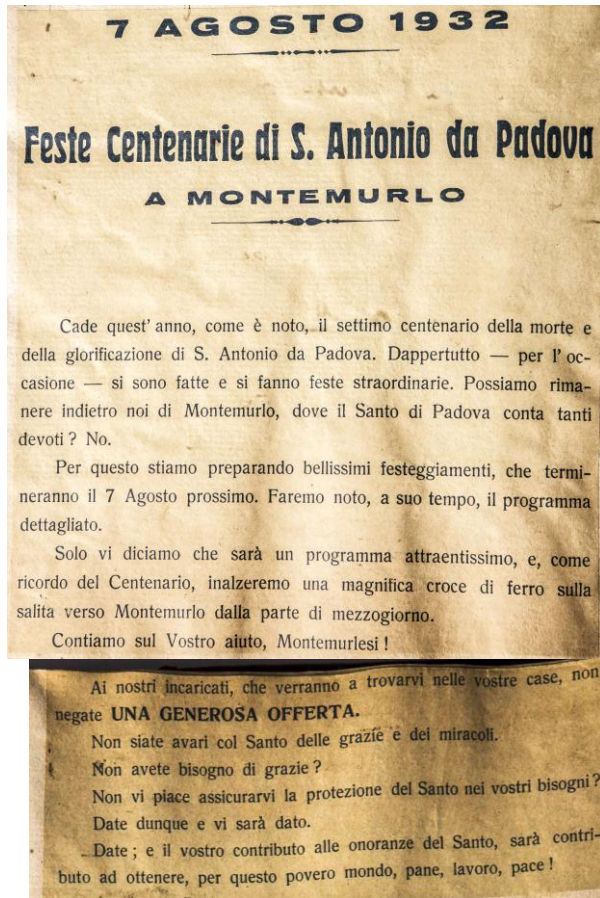 7 AGOSTO 1932
Feste Centenarie di S. Antonio da Padova
A MONTEMURLO
Cade quest' anno, come è noto, il settimo centenario della morte e
della glorificazione di S. Antonio da Padova. Dappertutto — per l' oc-
casione — si sono fatte e si fanno feste straordinarie. Possiamo rima-
nere indietro noi di Montemurlo, dove il Santo di Padova conta tanti
devoti ? No.
Per questo stiamo preparando bellissimi festeggiamenti, che termi-
neranno il 7 Agosto prossimo. Faremo noto, a suo tempo, il programma
dettagliato.
Solo vi diciamo che sarà un programma attraentissimo, e, come
ricordo del Centenario, inalzeremo una magnifica croce di ferro sulla
salita verso Montemurlo dalla parte di mezzogiorno.
Contiamo sul Vostro aiuto, Montemurlesi !
Ai nostri incaricati, che verranno a trovarvi nelle vostre case, non
negate UNA GENEROSA OFFERTA.
Non siate avari col Santo delle grazie e dei miracoli.
Non avete bisogno di grazie ?
Non vi piace assicurarvi la protezione del Santo nei vostri bisogni ?
Date dunque e vi sarà dato.
Date ; e il vostro contributo alle onoranze del Santo, sarà contri-
buto ad ottenere, per questo povero mondo, pane, lavoro, pace !